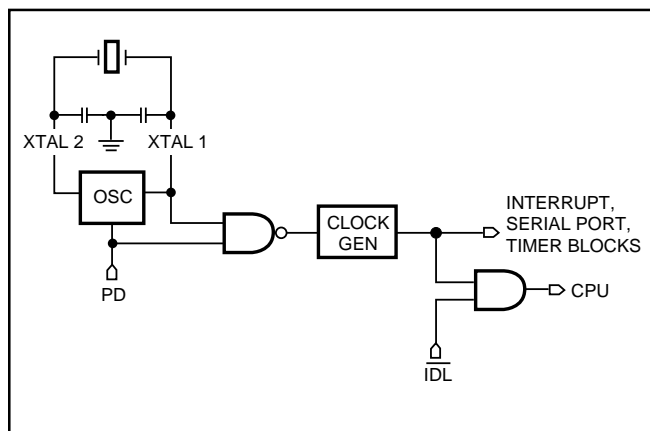 XTAL 2
XTAL 1
OSC
PD
CLOCK
GEN
INTERRUPT,
SERIAL PORT,
TIMER BLOCKS
CPU
IDL